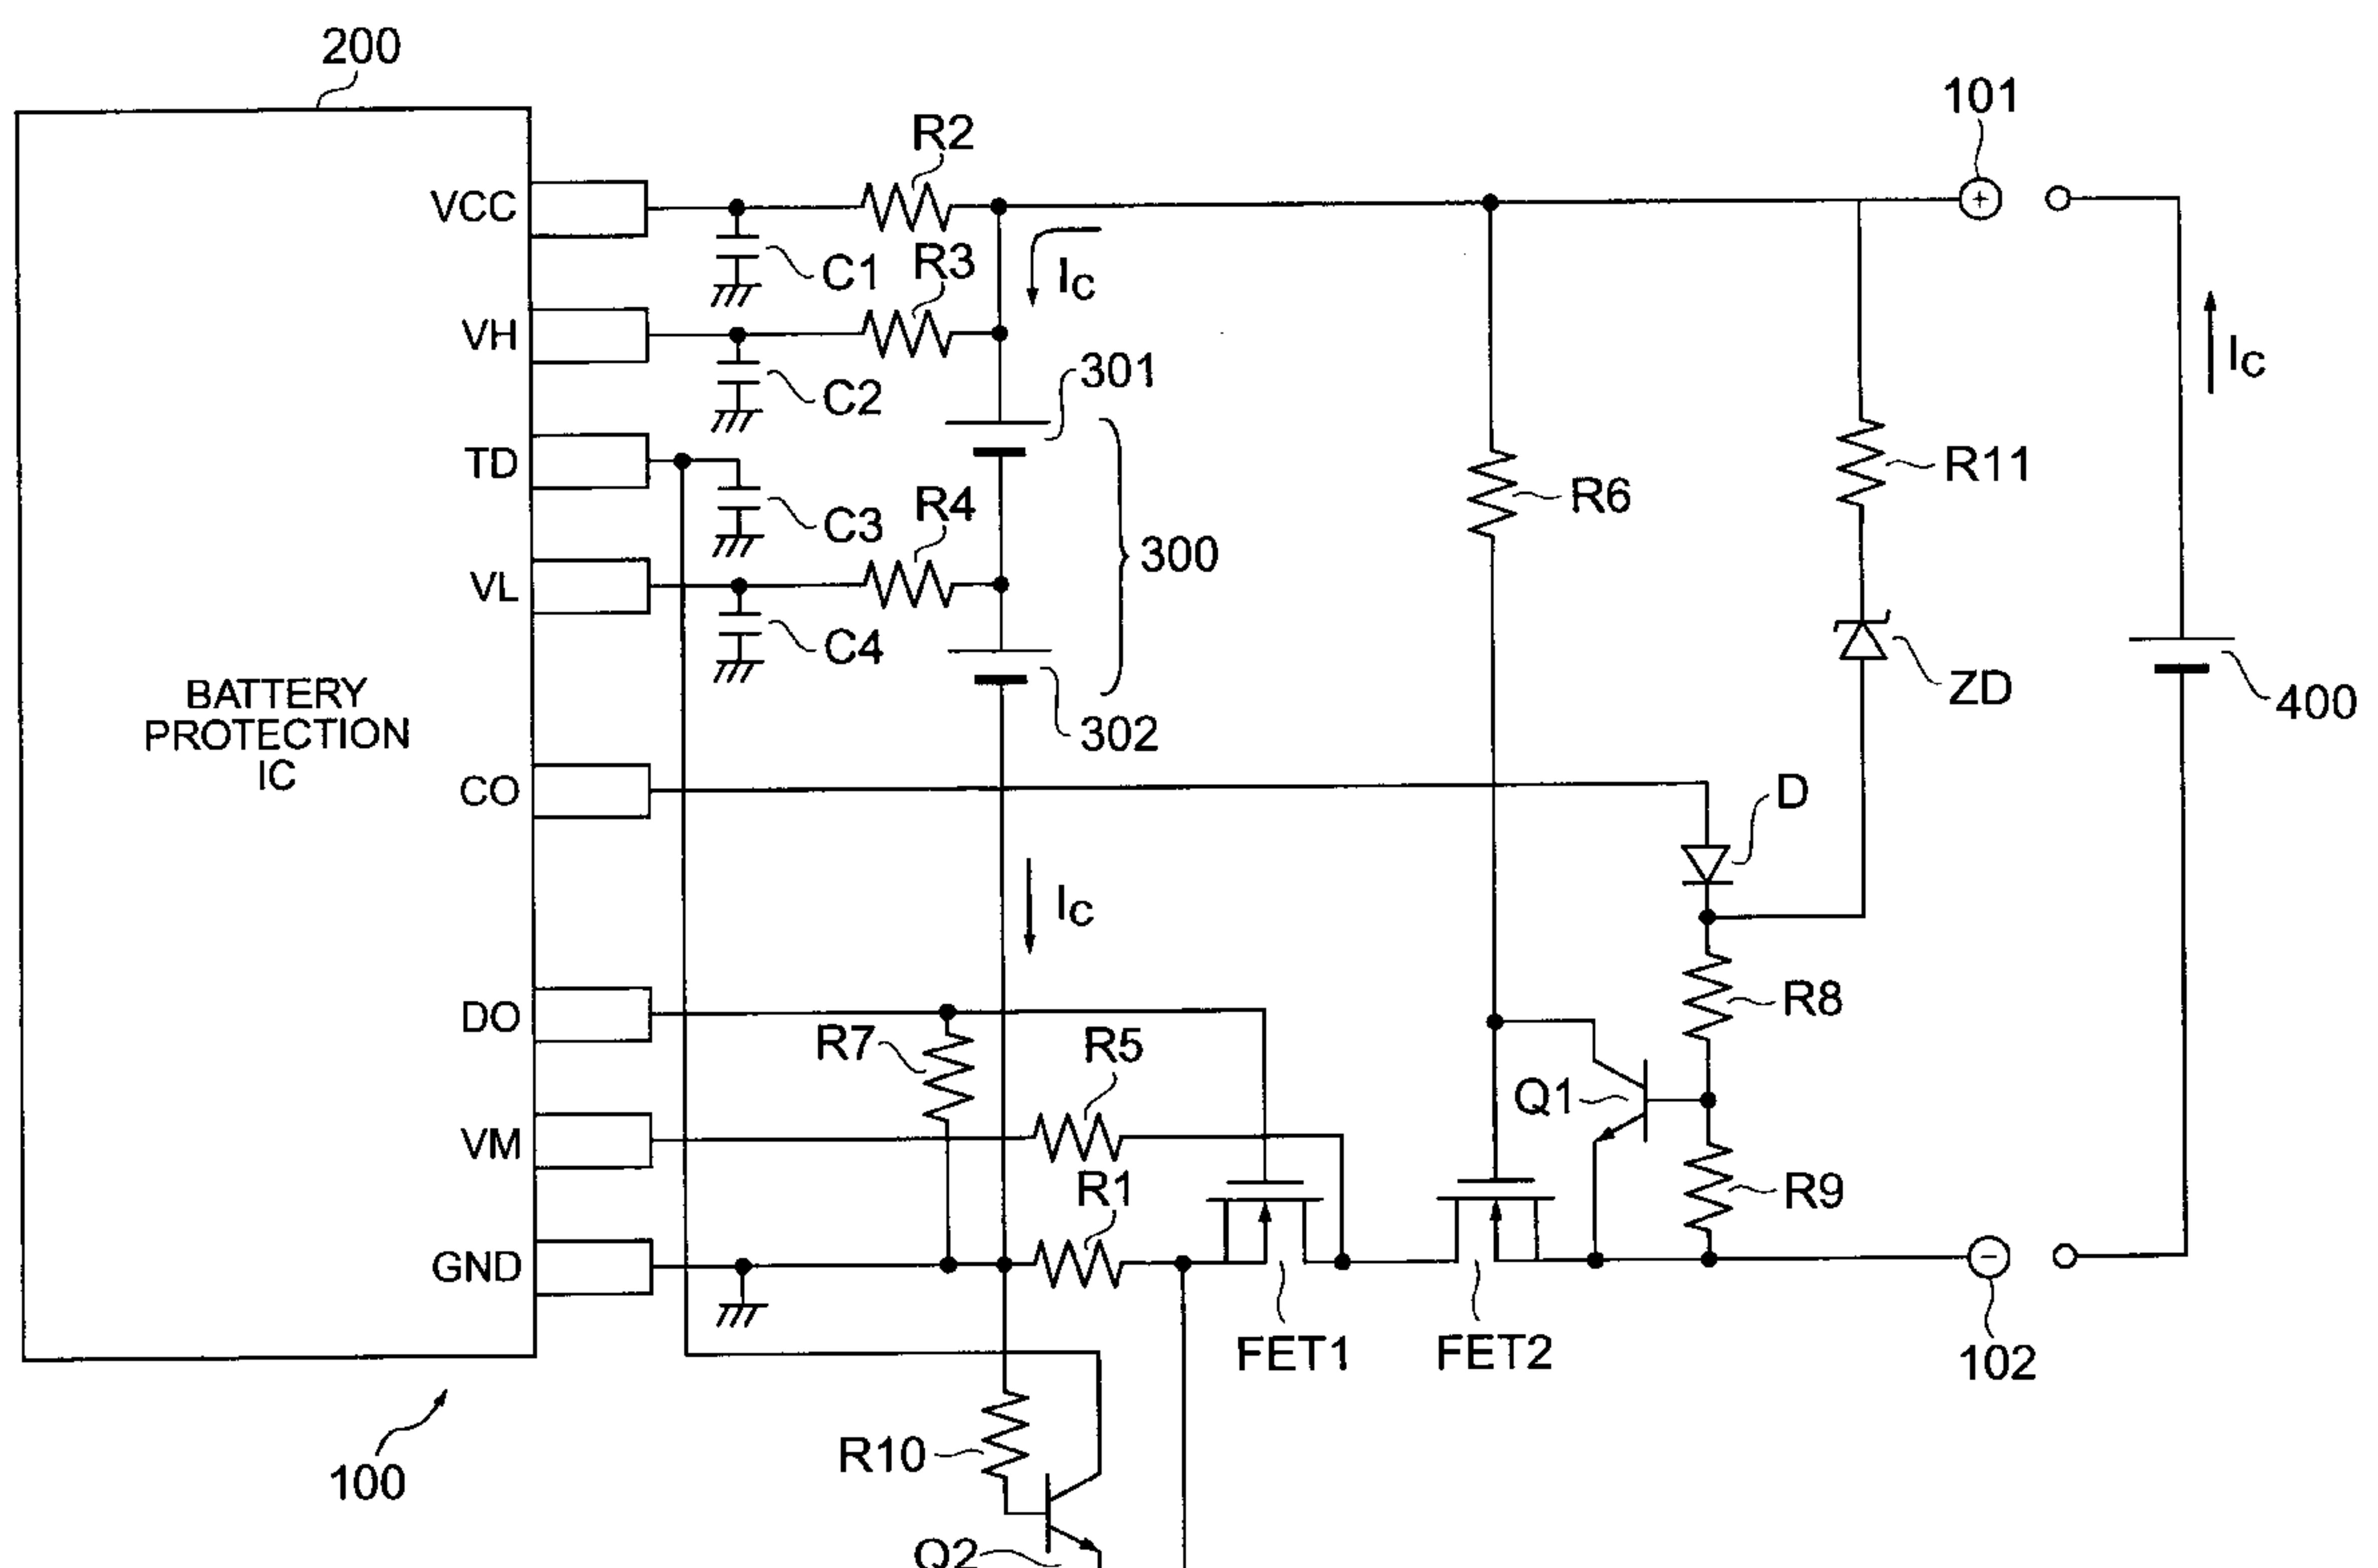 200
101
R2
VCC
C1
R3
IC
VH
C2
301
IC
TD
C3
R4
300
R6
R11
VL
C4
302
ZD
400
BATTERY
PROTECTION
IC
CO
D
IC
DO
R7
R5
R8
VM
Q1
R1
R9
GND
FET1
FET2
102
R10
100
Q2
+
−